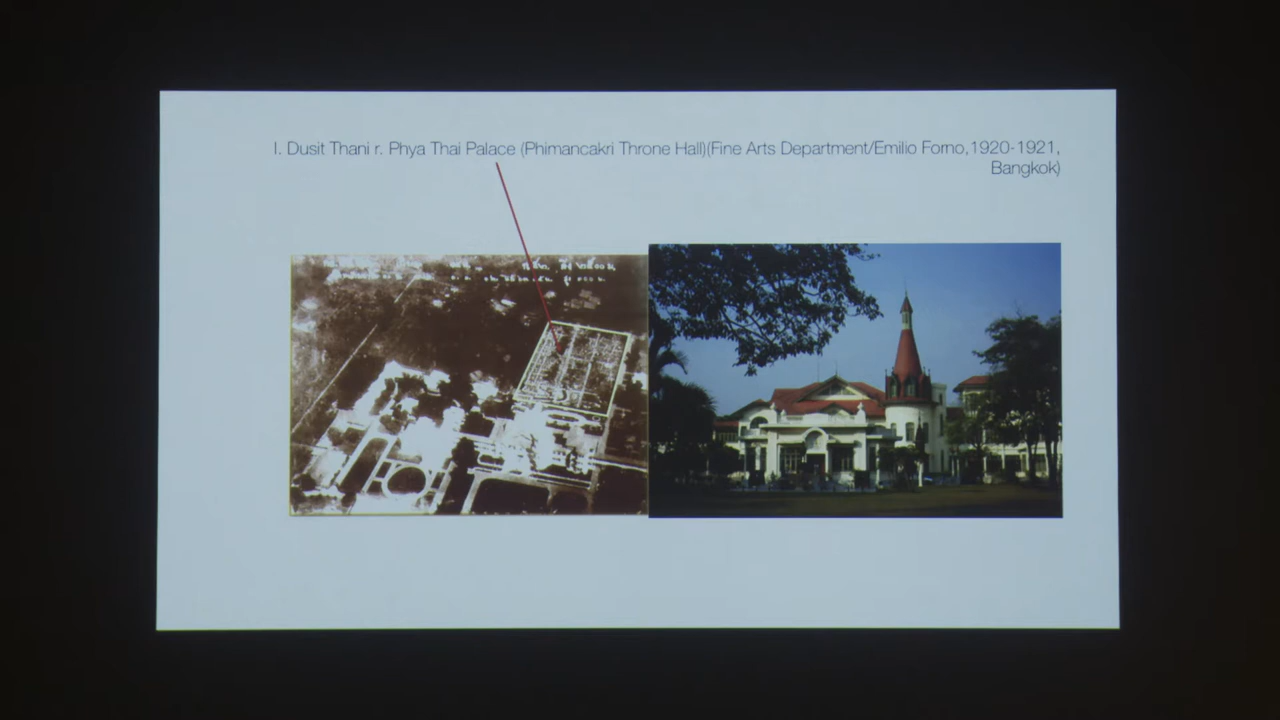 l. Dusit Thani r. Phya Thai Palace (Phimancakri Throne Hall)(Fine Arts Department/Emilio Forno,1920-1921,
Bangkok)